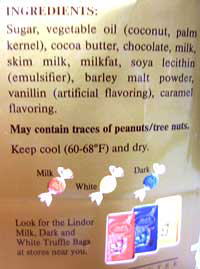 INGREDIENTS:
Sugar, vegetable oil (coconut, palm
kernel), cocoa butter, chocolate, milk,
skim milk, milkfat, soya lecithin
(emulsifier), barley malt powder,
vanillin (artificial flavoring), caramel
flavoring.
May contain traces of peanuts/tree nuts.
Keep cool (60-68°F) and dry.
Milk
White
Dark
Look for the Lindor
Milk, Dark and
White Truffle Bags
at stores near you.